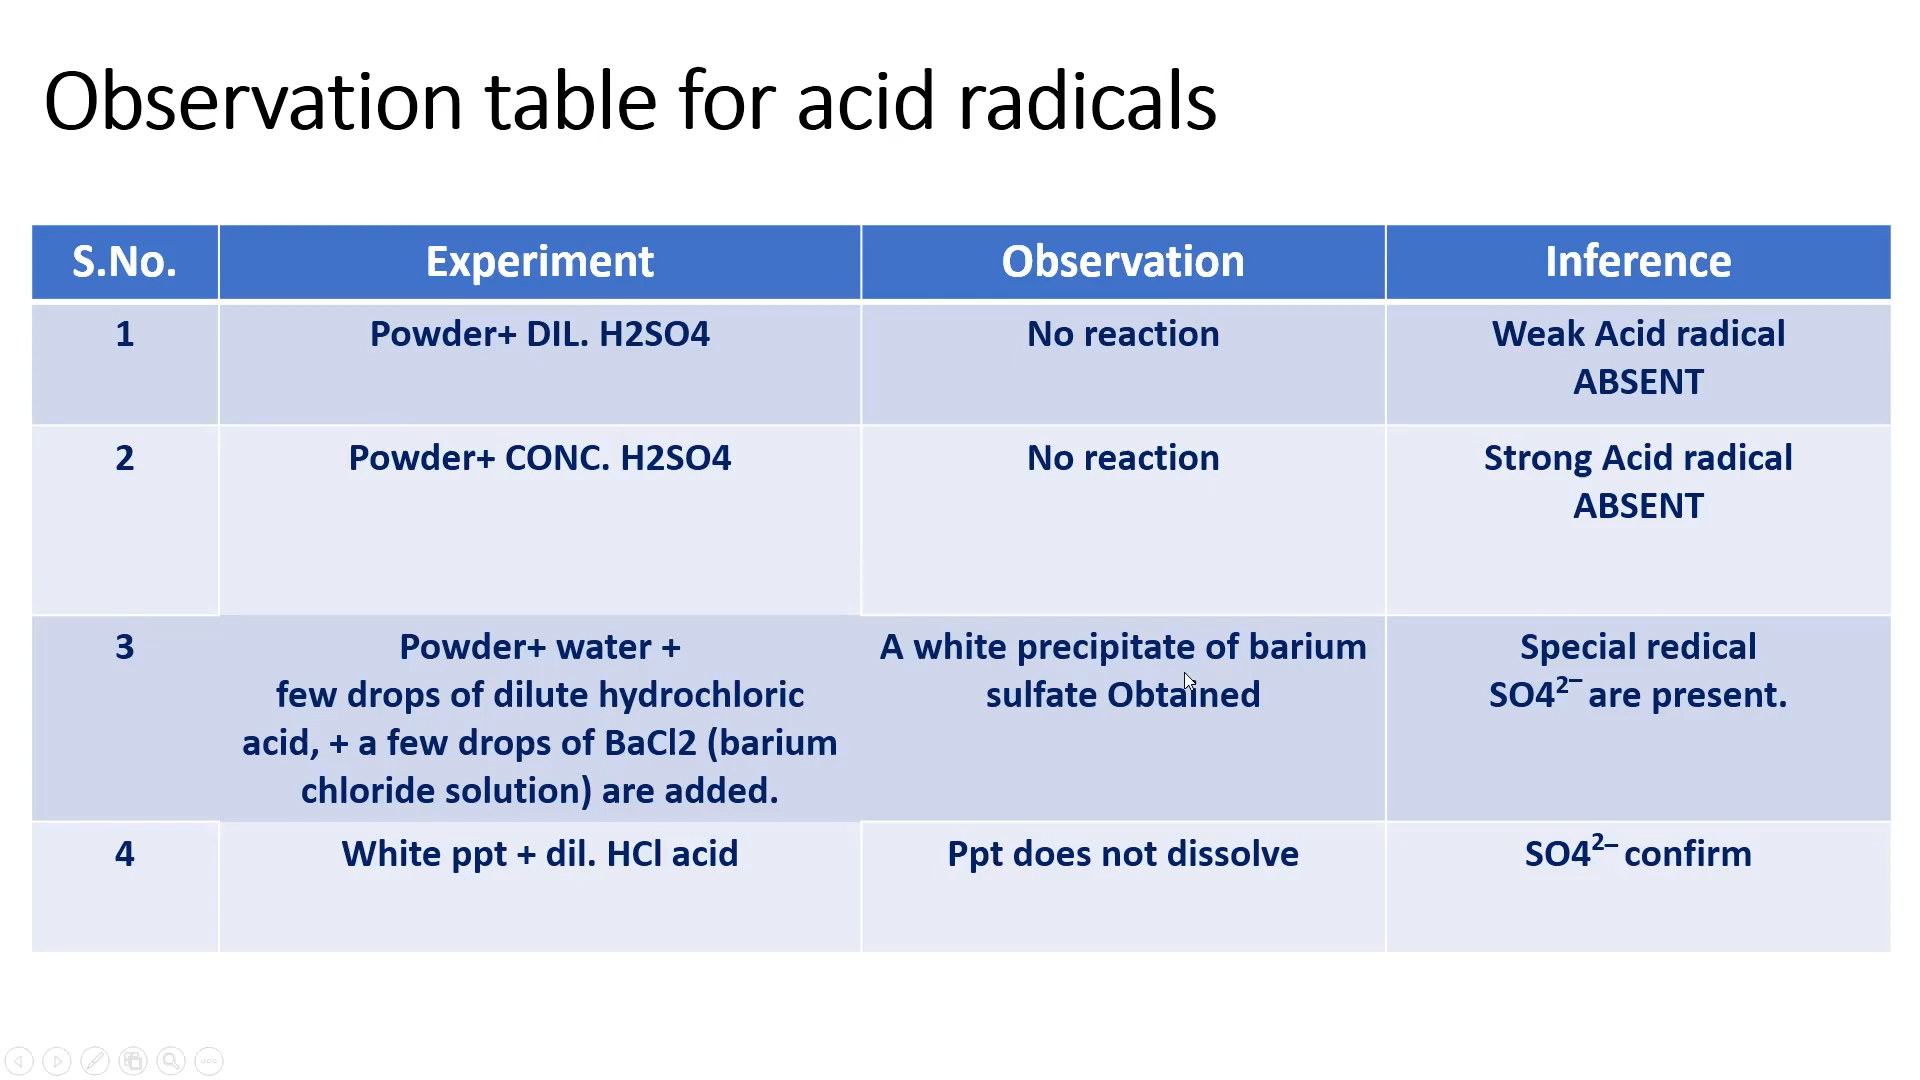 Observation table for acid radicals
S.No.
Experiment
Observation
Inference
1
Powder+ DIL. H2SO4
No reaction
Weak Acid radical
ABSENT
2
Powder+ CONC. H2SO4
No reaction
Strong Acid radical
ABSENT
3
Powder+ water +
few drops of dilute hydrochloric
acid, + a few drops of BaCl2 (barium
chloride solution) are added.
A white precipitate of barium
sulfate Obtained
Special redical
SO4²⁻ are present.
4
White ppt + dil. HCl acid
Ppt does not dissolve
SO4²⁻ confirm